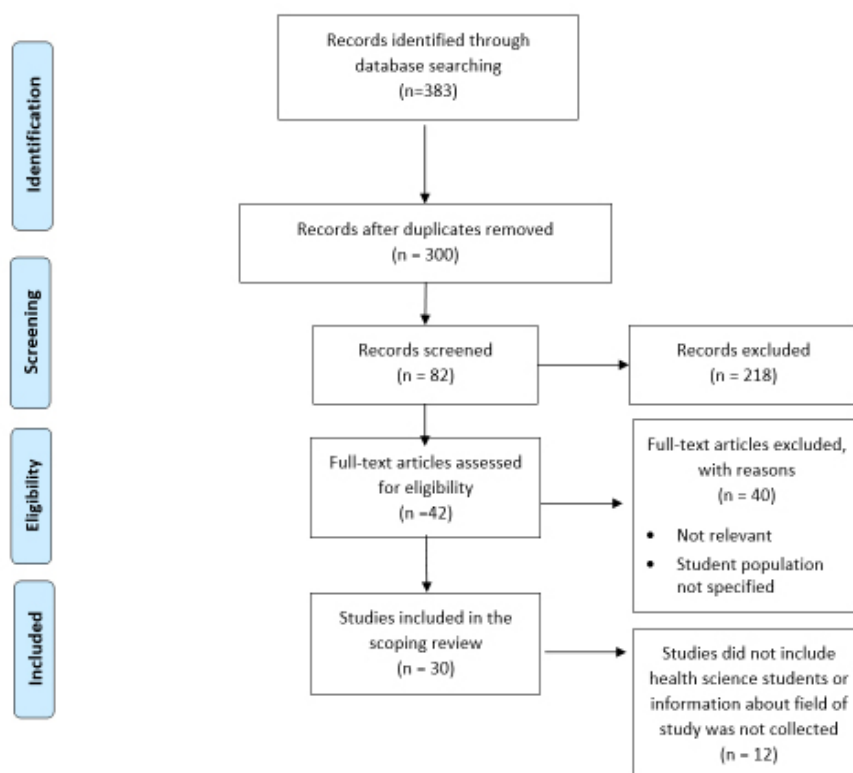 Identification
Records identified through
database searching
(n=383)
Records after duplicates removed
(n = 300)
Screening
Records screened
(n = 82)
Records excluded
(n = 218)
Eligibility
Full-text articles assessed
for eligibility
(n =42)
Full-text articles excluded,
with reasons
(n = 40)
• Not relevant
• Student population
not specified
Included
Studies included in the
scoping review
(n = 30)
Studies did not include
health science students or
information about field of
study was not collected
(n = 12)